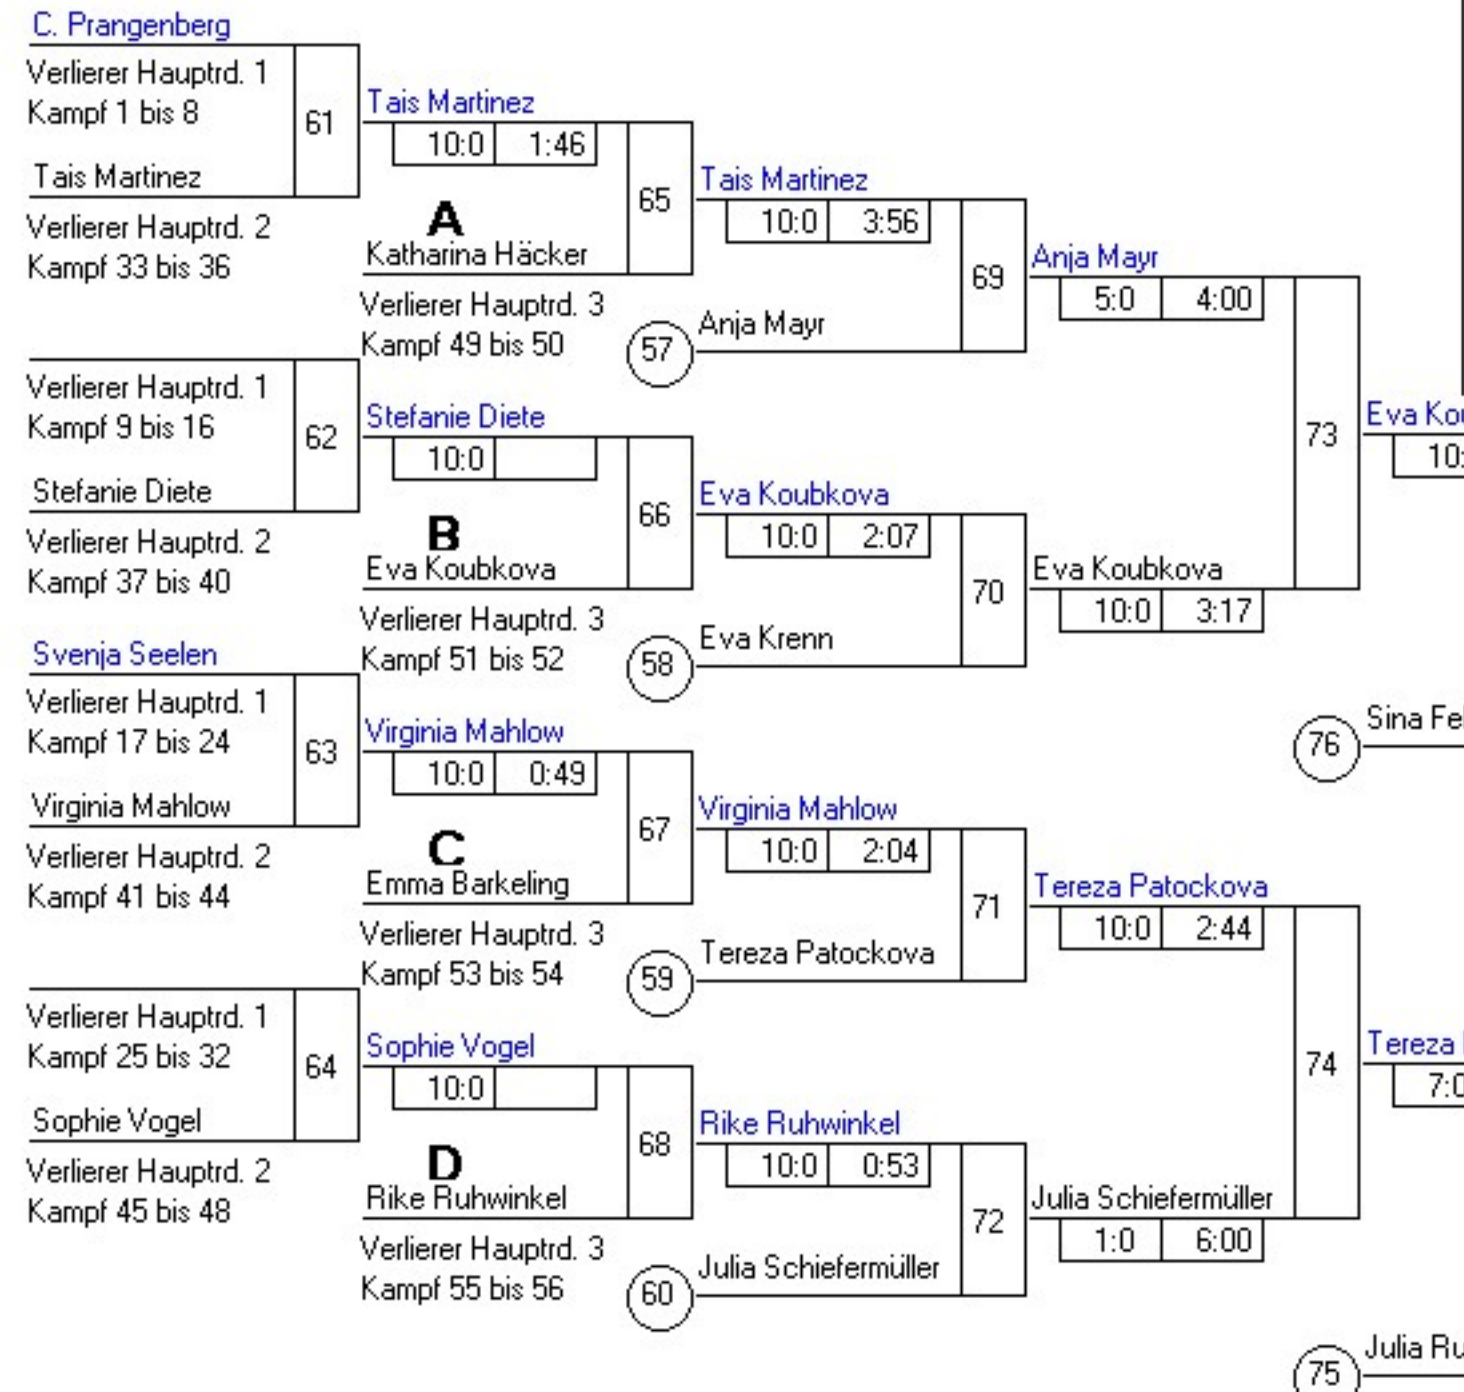 C. Prangenberg
Verlierer Hauptrd. 1
Kampf 1 bis 8
61
Tais Martinez
Verlierer Hauptrd. 2
Kampf 33 bis 36
Verlierer Hauptrd. 1
Kampf 9 bis 16
62
Stefanie Diete
Verlierer Hauptrd. 2
Kampf 37 bis 40
Svenja Seelen
Verlierer Hauptrd. 1
Kampf 17 bis 24
63
Virginia Mahlow
Verlierer Hauptrd. 2
Kampf 41 bis 44
Verlierer Hauptrd. 1
Kampf 25 bis 32
64
Sophie Vogel
Verlierer Hauptrd. 2
Kampf 45 bis 48
Tais Martinez
10:0 1:46
65
A
Katharina Häcker
Verlierer Hauptrd. 3
Kampf 49 bis 50
Stefanie Diete
10:0
66
B
Eva Koubkova
Verlierer Hauptrd. 3
Kampf 51 bis 52
Virginia Mahlow
10:0 0:49
67
C
Emma Barkeling
Verlierer Hauptrd. 3
Kampf 53 bis 54
Sophie Vogel
10:0
68
D
Rike Ruhwinkel
Verlierer Hauptrd. 3
Kampf 55 bis 56
Tais Martinez
10:0 3:56
69
57 Anja Mayr
Eva Koubkova
10:0 2:07
70
58 Eva Krenn
Virginia Mahlow
10:0 2:04
71
59 Tereza Patockova
Rike Ruhwinkel
10:0 0:53
72
60 Julia Schiefermüller
Anja Mayr
5:0 4:00
73
Eva Koubkova
10:0 3:17
Tereza Patockova
10:0 2:44
74
Julia Schiefermüller
1:0 6:00
Eva Kou
10:
76 Sina Fel
Tereza
7:0
75 Julia Ru